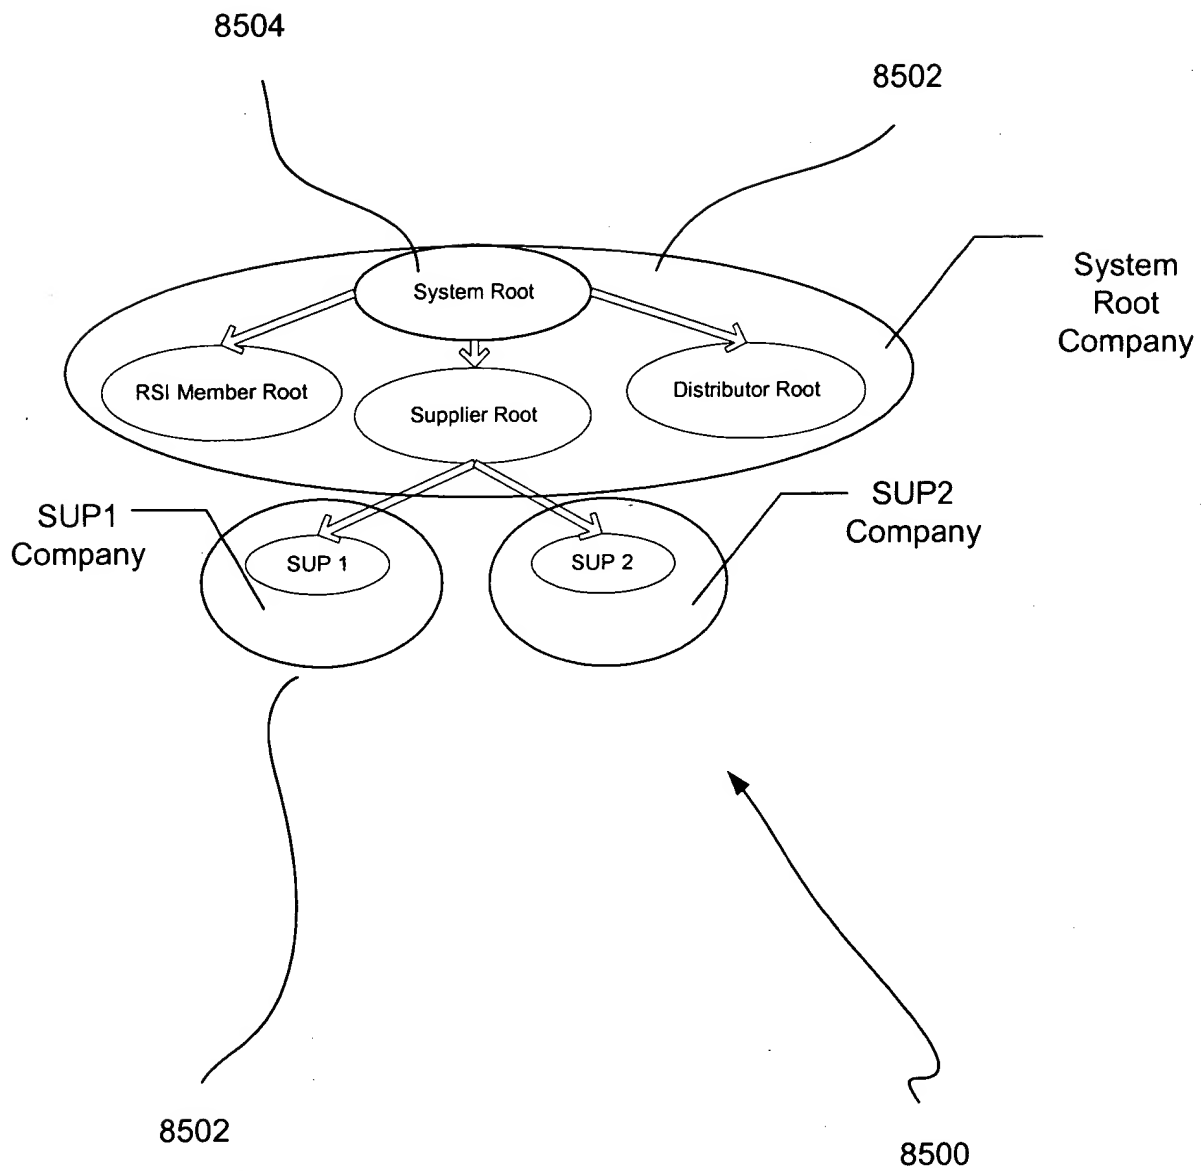 8504
8502
System Root
System
Root
Company
RSI Member Root
Supplier Root
Distributor Root
SUP1
Company
SUP2
Company
SUP 1
SUP 2
8502
8500